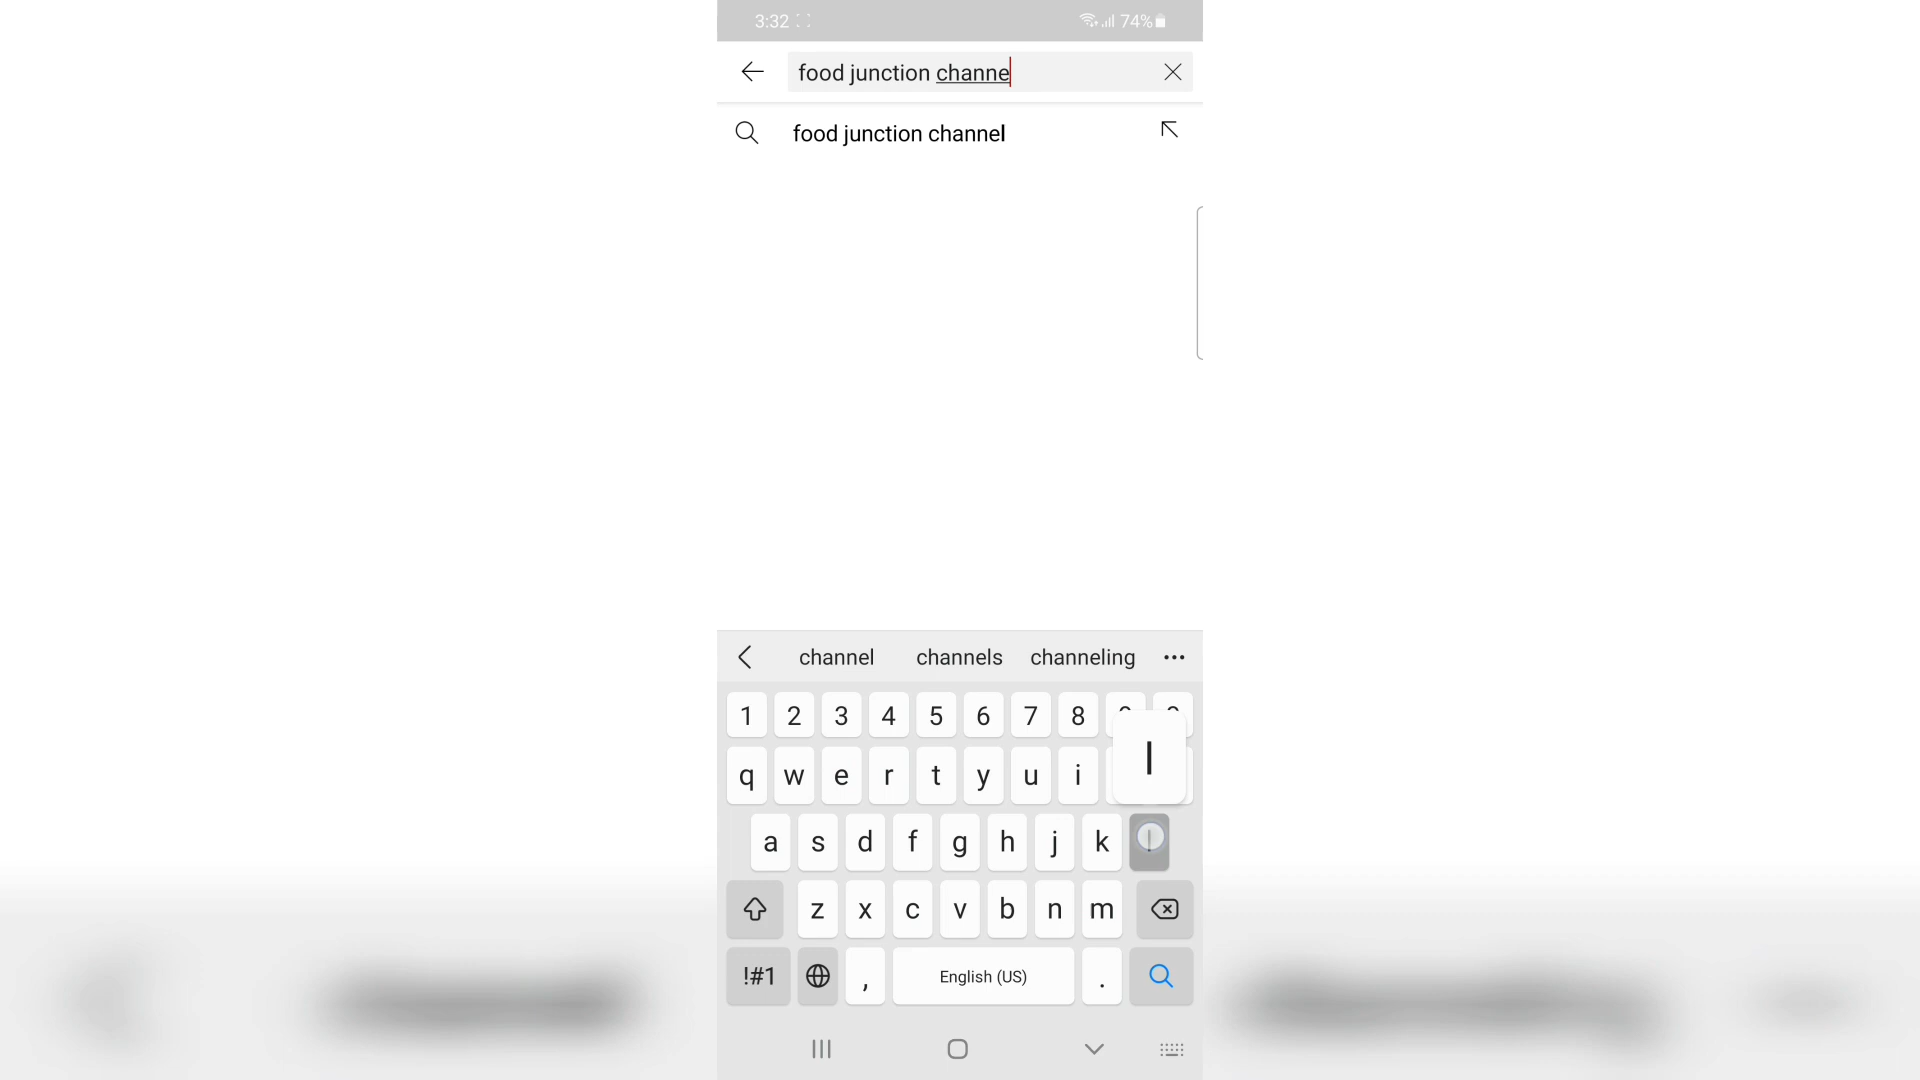 3:32 74%
food junction channe
food junction channel
channel channels channeling
1 2 3 4 5 6 7 8
q w e r t y u i
l
a s d f g h j k
z x c v b n m
!#1 , English (US) .